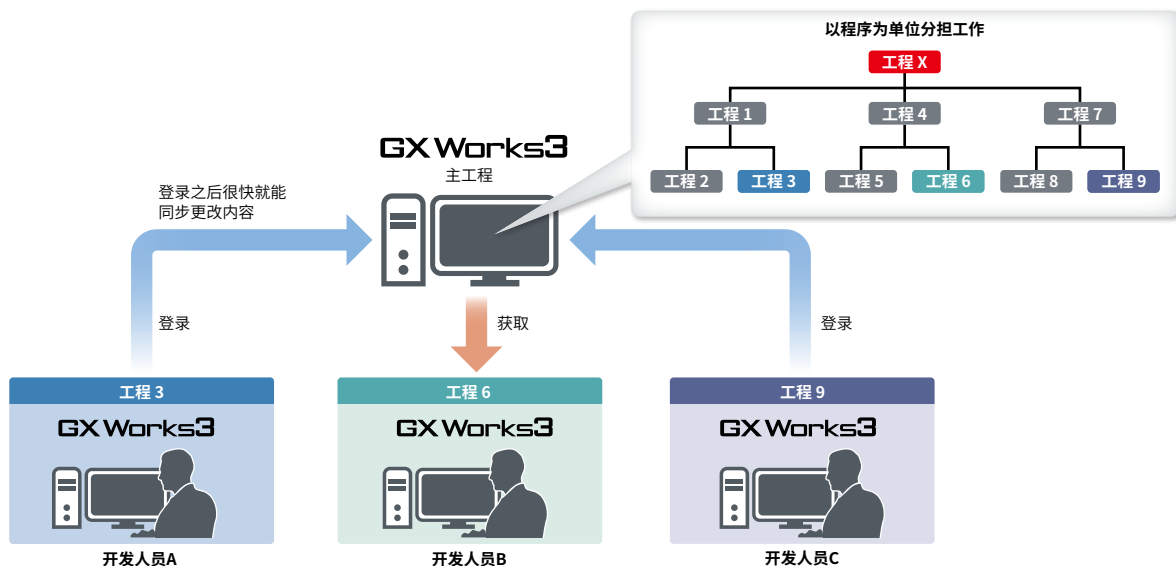 以程序为单位分担工作
工程 X
工程 1
工程 4
工程 7
工程 2
工程 3
工程 5
工程 6
工程 8
工程 9
GX Works3
主工程
登录之后很快就能
同步更改内容
登录
获取
登录
工程 3
GX Works3
开发人员A
工程 6
GX Works3
开发人员B
工程 9
GX Works3
开发人员C